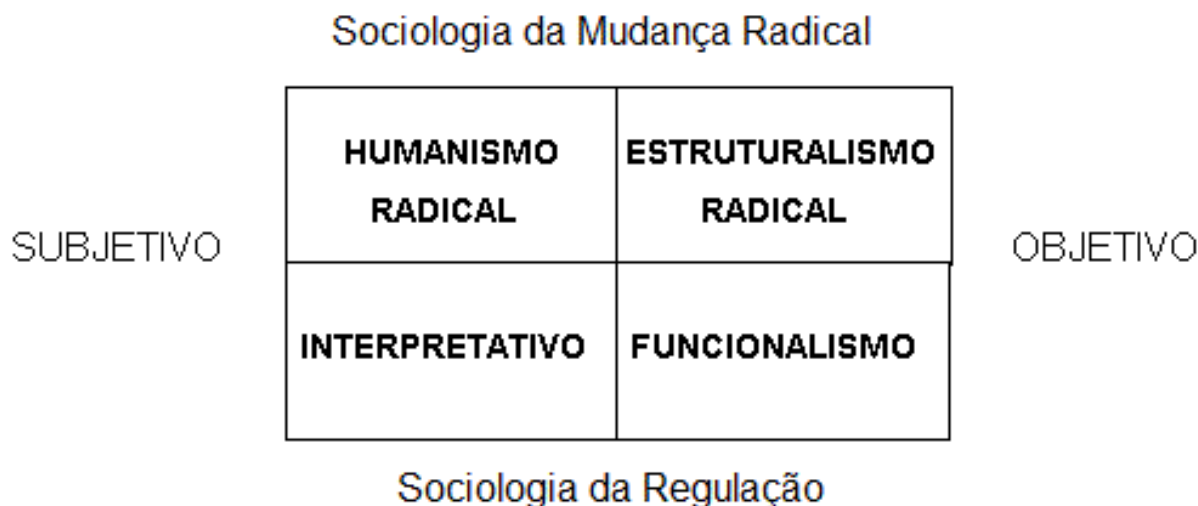 Sociologia da Mudança Radical
HUMANISMO
RADICAL
ESTRUTURALISMO
RADICAL
SUBJETIVO
OBJETIVO
INTERPRETATIVO
FUNCIONALISMO
Sociologia da Regulação